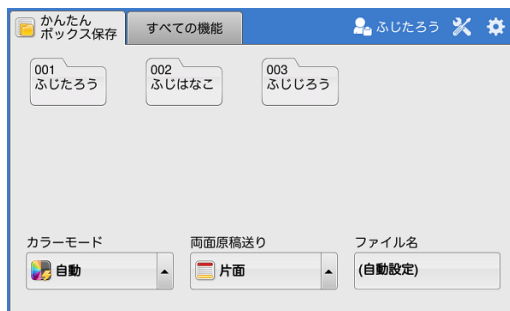 かんたん
ボックス保存
すべての機能
ふじたろう
001
ふじたろう
002
ふじはなこ
003
ふじじろう
カラーモード
両面原稿送り
ファイル名
自動
片面
(自動設定)